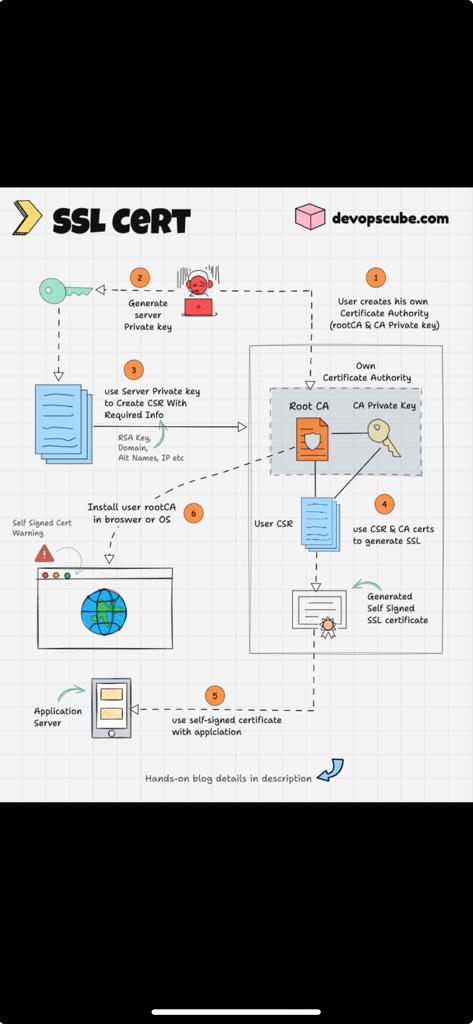 SSL CERT
devopscube.com
1
User creates his own
Certificate Authority
(rootCA & CA Private key)
2
Generate
server
Private key
3
use Server Private key
to Create CSR With
Required Info
RSA Key,
Domain,
Alt Names, IP etc
Own
Certificate Authority
Root CA
CA Private Key
4
User CSR
use CSR & CA certs
to generate SSL
Generated
Self Signed
SSL certificate
Install user rootCA
in broswer or OS
6
Self Signed Cert
Warning
5
use self-signed certificate
with applciation
Application
Server
Hands-on blog details in description